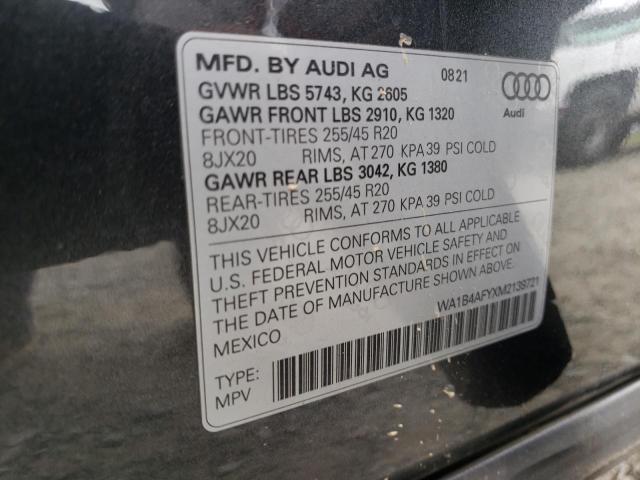 MFD. BY AUDI AG 08.21
GVWR LBS 5743, KG 2605
GAWR FRONT LBS 2910, KG 1320
FRONT-TIRES 255/45 R20
8JX20 RIMS, AT 270 KPA 39 PSI COLD
GAWR REAR LBS 3042, KG 1380
REAR-TIRES 255/45 R20
8JX20 RIMS, AT 270 KPA 39 PSI COLD
Audi
THIS VEHICLE CONFORMS TO ALL APPLICABLE
U.S. FEDERAL MOTOR VEHICLE SAFETY AND
THEFT PREVENTION STANDARDS IN EFFECT ON
THE DATE OF MANUFACTURE SHOWN ABOVE.
MEXICO
WA1B4AFYXM2139721
TYPE:
MPV